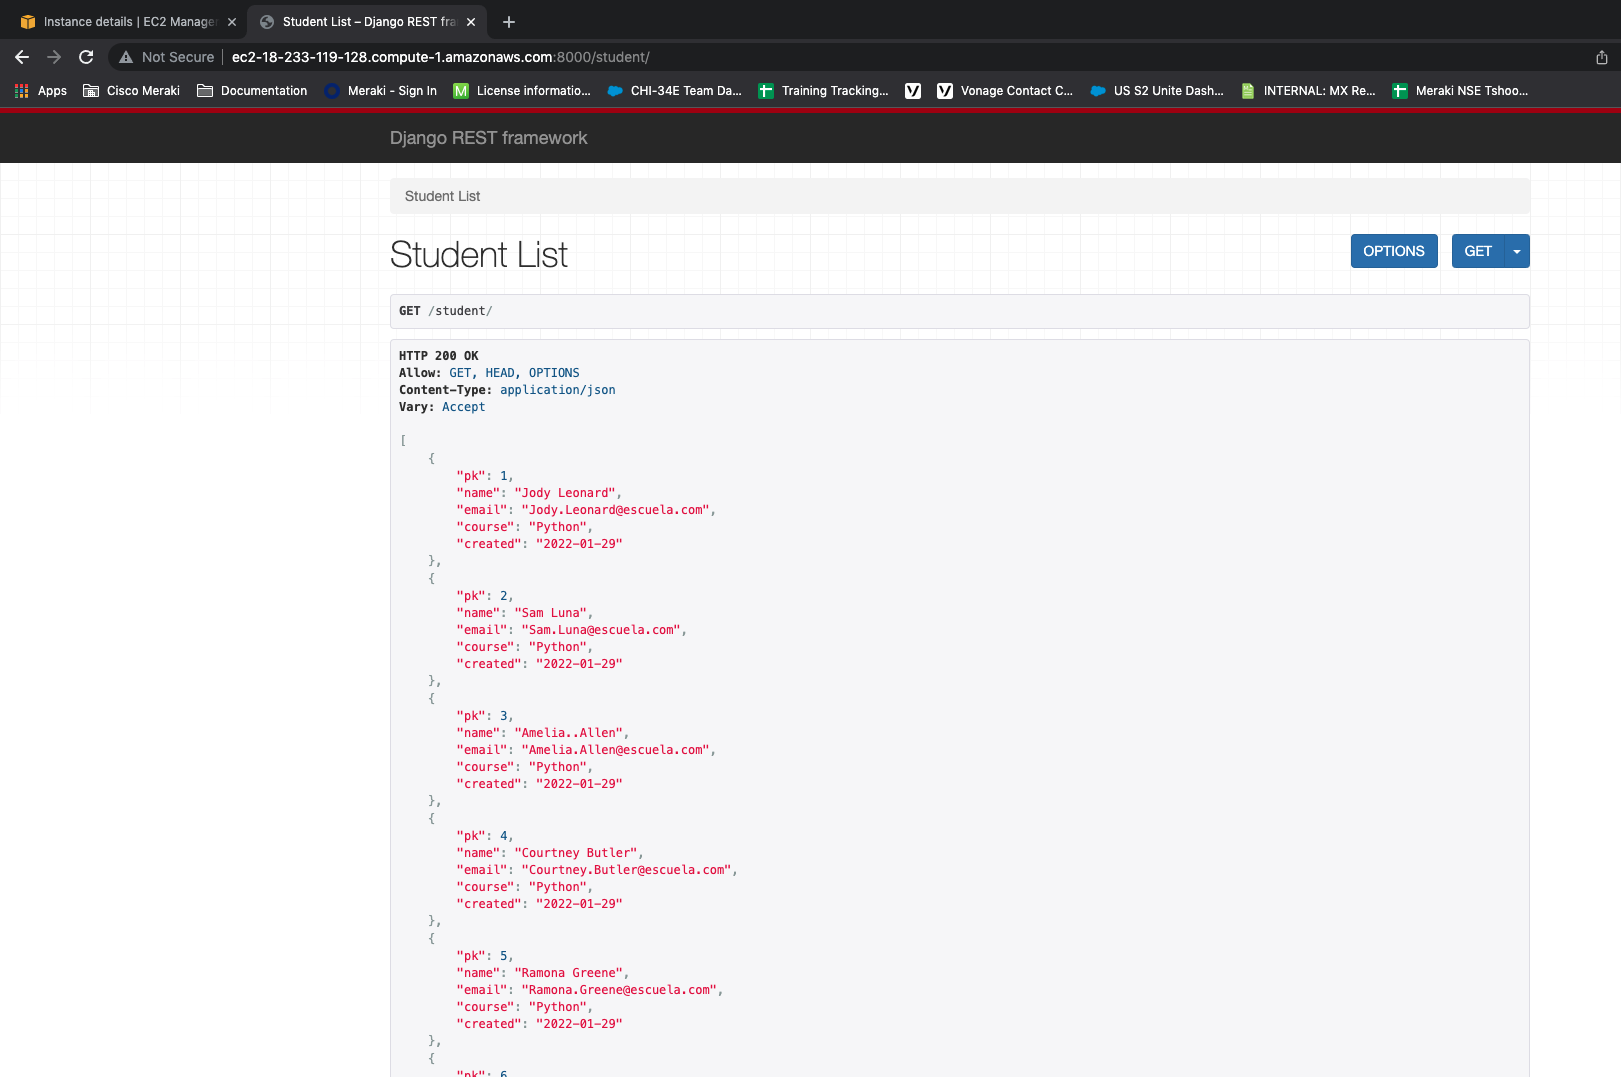 Instance details | EC2 Manager
Student List – Django REST fra
Not Secure
ec2-18-233-119-128.compute-1.amazonaws.com:8000/student/
Apps
Cisco Meraki
Documentation
Meraki - Sign In
M
License informatio...
CHI-34E Team Da...
Training Tracking...
V
V
Vonage Contact C...
US S2 Unite Dash...
INTERNAL: MX Re...
Meraki NSE Tshoo...
Django REST framework
Student List
Student List
OPTIONS
GET
GET /student/
HTTP 200 OK
Allow: GET, HEAD, OPTIONS
Content-Type: application/json
Vary: Accept
[
{
"pk": 1,
"name": "Jody Leonard",
"email": "Jody.Leonard@escuela.com",
"course": "Python",
"created": "2022-01-29"
},
{
"pk": 2,
"name": "Sam Luna",
"email": "Sam.Luna@escuela.com",
"course": "Python",
"created": "2022-01-29"
},
{
"pk": 3,
"name": "Amelia..Allen",
"email": "Amelia.Allen@escuela.com",
"course": "Python",
"created": "2022-01-29"
},
{
"pk": 4,
"name": "Courtney Butler",
"email": "Courtney.Butler@escuela.com",
"course": "Python",
"created": "2022-01-29"
},
{
"pk": 5,
"name": "Ramona Greene",
"email": "Ramona.Greene@escuela.com",
"course": "Python",
"created": "2022-01-29"
},
{
"pk": 6